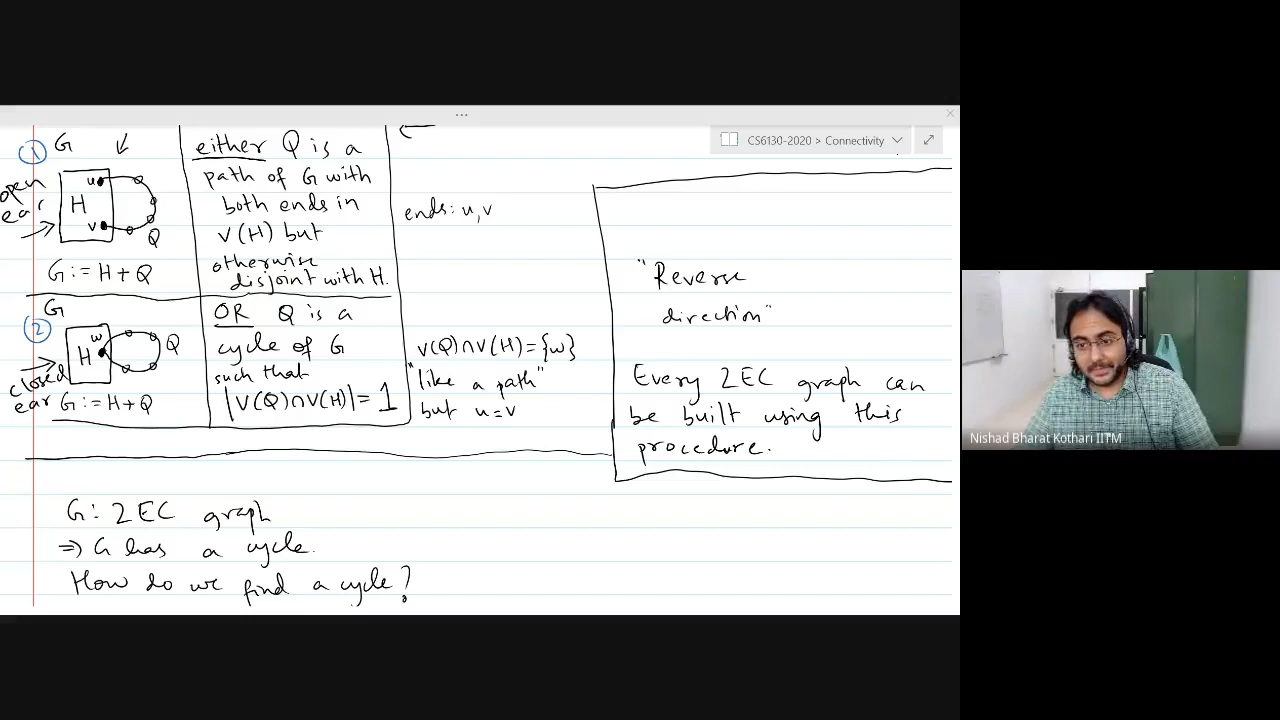 CS6130-2020 > Connectivity
① G
open ear
u
H
v
Q
G := H + Q
either Q is a
path of G with
both ends in
V(H) but
otherwise
disjoint with H.
ends: u, v
② G
closed ear
w
H
Q
G := H + Q
OR Q is a
cycle of G
such that
|V(Q)∩V(H)| = 1
V(Q)∩V(H) = {w}
"like a path"
but u=v
"Reverse
direction"
Every 2EC graph can
be built using this
procedure.
G: 2EC graph
⇒ G has a cycle.
How do we find a cycle?
Nishad Bharat Kothari IITM